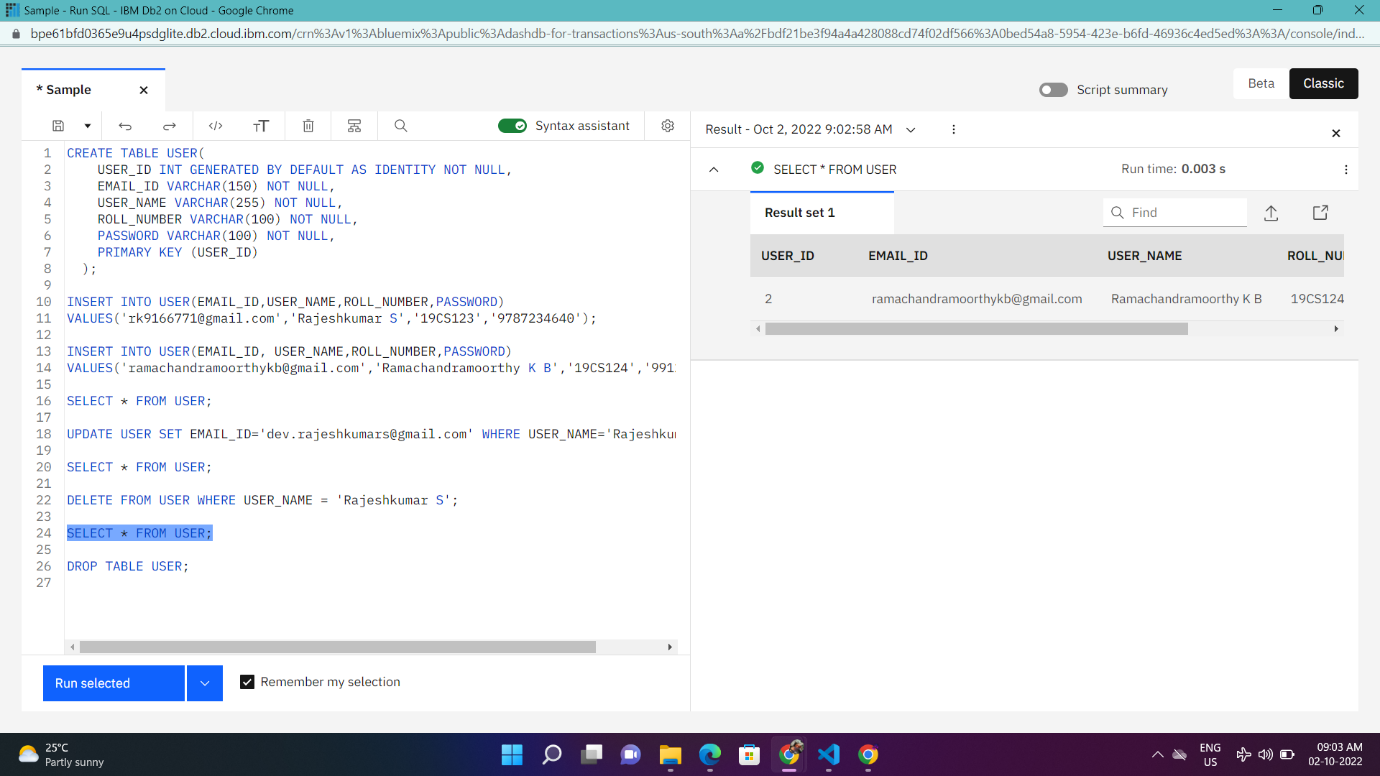 Sample - Run SQL - IBM Db2 on Cloud - Google Chrome
bpe61bfd0365e9u4psdglite.db2.cloud.ibm.com/crn%3Av1%3Abluemix%3Apublic%3Adashdb-for-transactions%3Aus-south%3Aa%2Fbdf21be3f94a4a428088cd74f02df566%3A0bed54a8-5954-423e-b6fd-46936c4ed5ed%3A%3A/console/ind...
* Sample
Script summary
Beta
Classic
Syntax assistant
1 CREATE TABLE USER(
2 USER_ID INT GENERATED BY DEFAULT AS IDENTITY NOT NULL,
3 EMAIL_ID VARCHAR(150) NOT NULL,
4 USER_NAME VARCHAR(255) NOT NULL,
5 ROLL_NUMBER VARCHAR(100) NOT NULL,
6 PASSWORD VARCHAR(100) NOT NULL,
7 PRIMARY KEY (USER_ID)
8 );
9
10 INSERT INTO USER(EMAIL_ID,USER_NAME,ROLL_NUMBER,PASSWORD)
11 VALUES('rk9166771@gmail.com','Rajeshkumar S','19CS123','9787234640');
12
13 INSERT INTO USER(EMAIL_ID, USER_NAME,ROLL_NUMBER,PASSWORD)
14 VALUES('ramachandramoorthykb@gmail.com','Ramachandramoorthy K B','19CS124','991
15
16 SELECT * FROM USER;
17
18 UPDATE USER SET EMAIL_ID='dev.rajeshkumars@gmail.com' WHERE USER_NAME='Rajeshku
19
20 SELECT * FROM USER;
21
22 DELETE FROM USER WHERE USER_NAME = 'Rajeshkumar S';
23
24 SELECT * FROM USER;
25
26 DROP TABLE USER;
27
Run selected
Remember my selection
Result - Oct 2, 2022 9:02:58 AM
SELECT * FROM USER
Run time: 0.003 s
Result set 1
Find
USER_ID EMAIL_ID USER_NAME ROLL_NU
2 ramachandramoorthykb@gmail.com Ramachandramoorthy K B 19CS124
25°C
Partly sunny
ENG
US
09:03 AM
02-10-2022